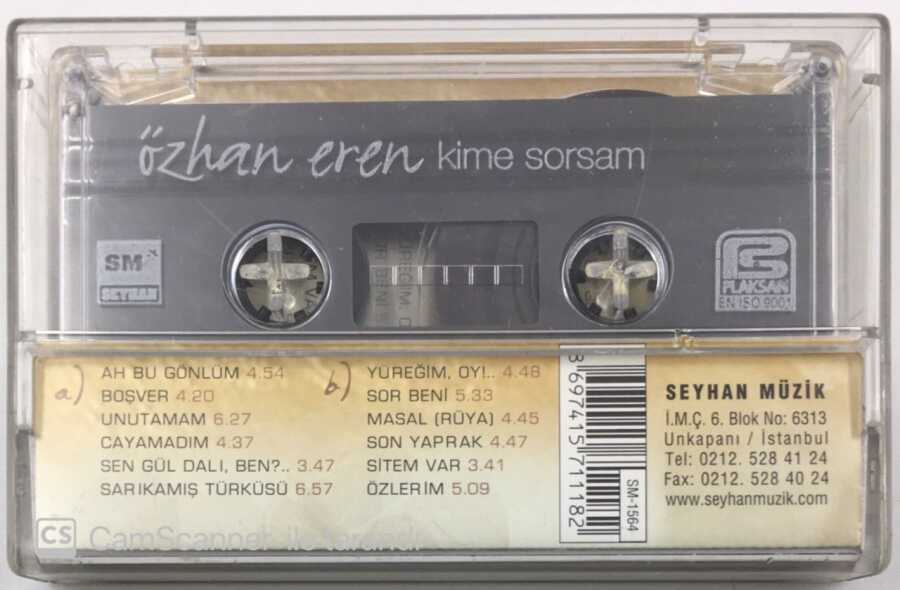 özhan eren kime sorsam
SM
SEYHAN
PLAKSAN
EN ISO 9001
a)
AH BU GÖNLÜM 4.54
BOŞVER 4.20
UNUTAMAM 6.27
CAYAMADIM 4.37
SEN GÜL DALI, BEN?.. 3.47
SARIKAMIŞ TÜRKÜSÜ 6.57
b)
YÜREĞİM, OY!.. 4.48
SOR BENİ 5.33
MASAL (RÜYA) 4.45
SON YAPRAK 4.47
SİTEM VAR 3.41
ÖZLERİM 5.09
8 697415 711182
SM-1564
SEYHAN MÜZİK
İ.M.Ç. 6. Blok No: 6313
Unkapanı / İstanbul
Tel: 0212. 528 41 24
Fax: 0212. 528 40 24
www.seyhanmuzik.com
CS CamScanner ile tarandı